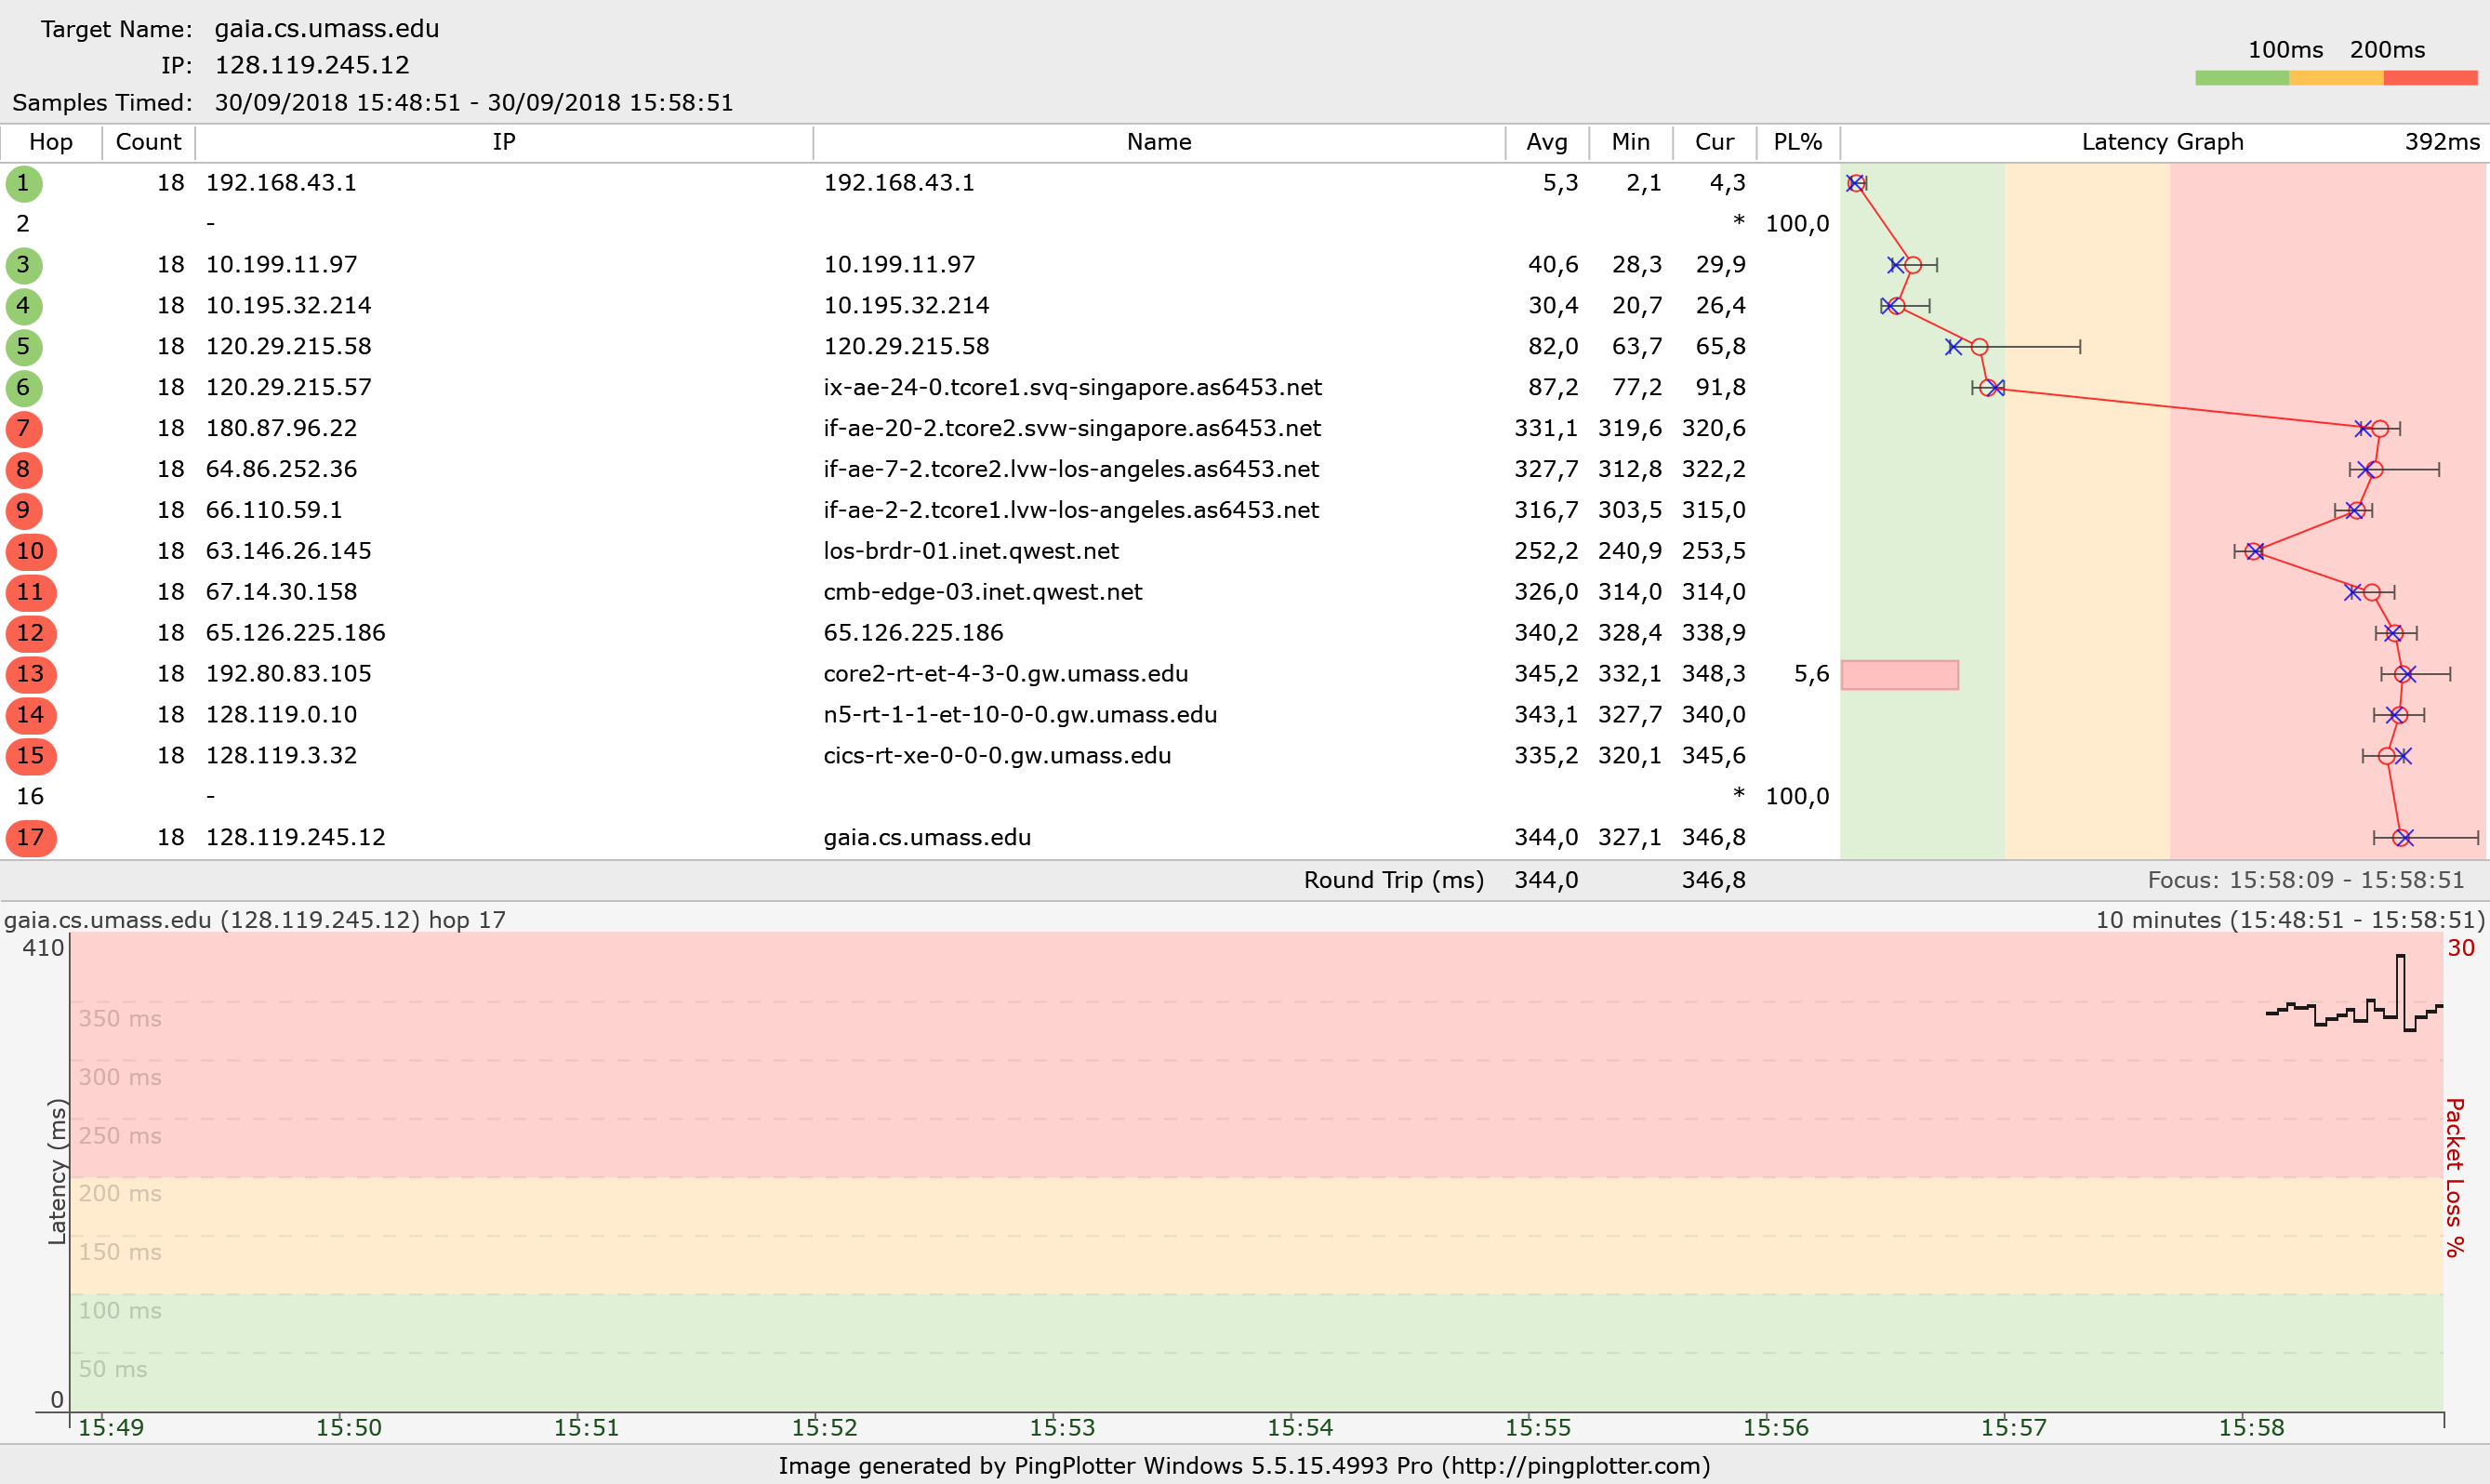 Target Name: gaia.cs.umass.edu
IP: 128.119.245.12
Samples Timed: 30/09/2018 15:48:51 - 30/09/2018 15:58:51
100ms 200ms
Hop Count IP Name Avg Min Cur PL% Latency Graph 392ms
1 18 192.168.43.1 192.168.43.1 5,3 2,1 4,3
2 - * 100,0
3 18 10.199.11.97 10.199.11.97 40,6 28,3 29,9
4 18 10.195.32.214 10.195.32.214 30,4 20,7 26,4
5 18 120.29.215.58 120.29.215.58 82,0 63,7 65,8
6 18 120.29.215.57 ix-ae-24-0.tcore1.svq-singapore.as6453.net 87,2 77,2 91,8
7 18 180.87.96.22 if-ae-20-2.tcore2.svw-singapore.as6453.net 331,1 319,6 320,6
8 18 64.86.252.36 if-ae-7-2.tcore2.lvw-los-angeles.as6453.net 327,7 312,8 322,2
9 18 66.110.59.1 if-ae-2-2.tcore1.lvw-los-angeles.as6453.net 316,7 303,5 315,0
10 18 63.146.26.145 los-brdr-01.inet.qwest.net 252,2 240,9 253,5
11 18 67.14.30.158 cmb-edge-03.inet.qwest.net 326,0 314,0 314,0
12 18 65.126.225.186 65.126.225.186 340,2 328,4 338,9
13 18 192.80.83.105 core2-rt-et-4-3-0.gw.umass.edu 345,2 332,1 348,3 5,6
14 18 128.119.0.10 n5-rt-1-1-et-10-0-0.gw.umass.edu 343,1 327,7 340,0
15 18 128.119.3.32 cics-rt-xe-0-0-0.gw.umass.edu 335,2 320,1 345,6
16 - * 100,0
17 18 128.119.245.12 gaia.cs.umass.edu 344,0 327,1 346,8
Round Trip (ms) 344,0 346,8 Focus: 15:58:09 - 15:58:51
gaia.cs.umass.edu (128.119.245.12) hop 17 10 minutes (15:48:51 - 15:58:51)
410 30
350 ms
300 ms
250 ms
200 ms
150 ms
100 ms
50 ms
0
Latency (ms)
Packet Loss %
15:49 15:50 15:51 15:52 15:53 15:54 15:55 15:56 15:57 15:58
Image generated by PingPlotter Windows 5.5.15.4993 Pro (http://pingplotter.com)